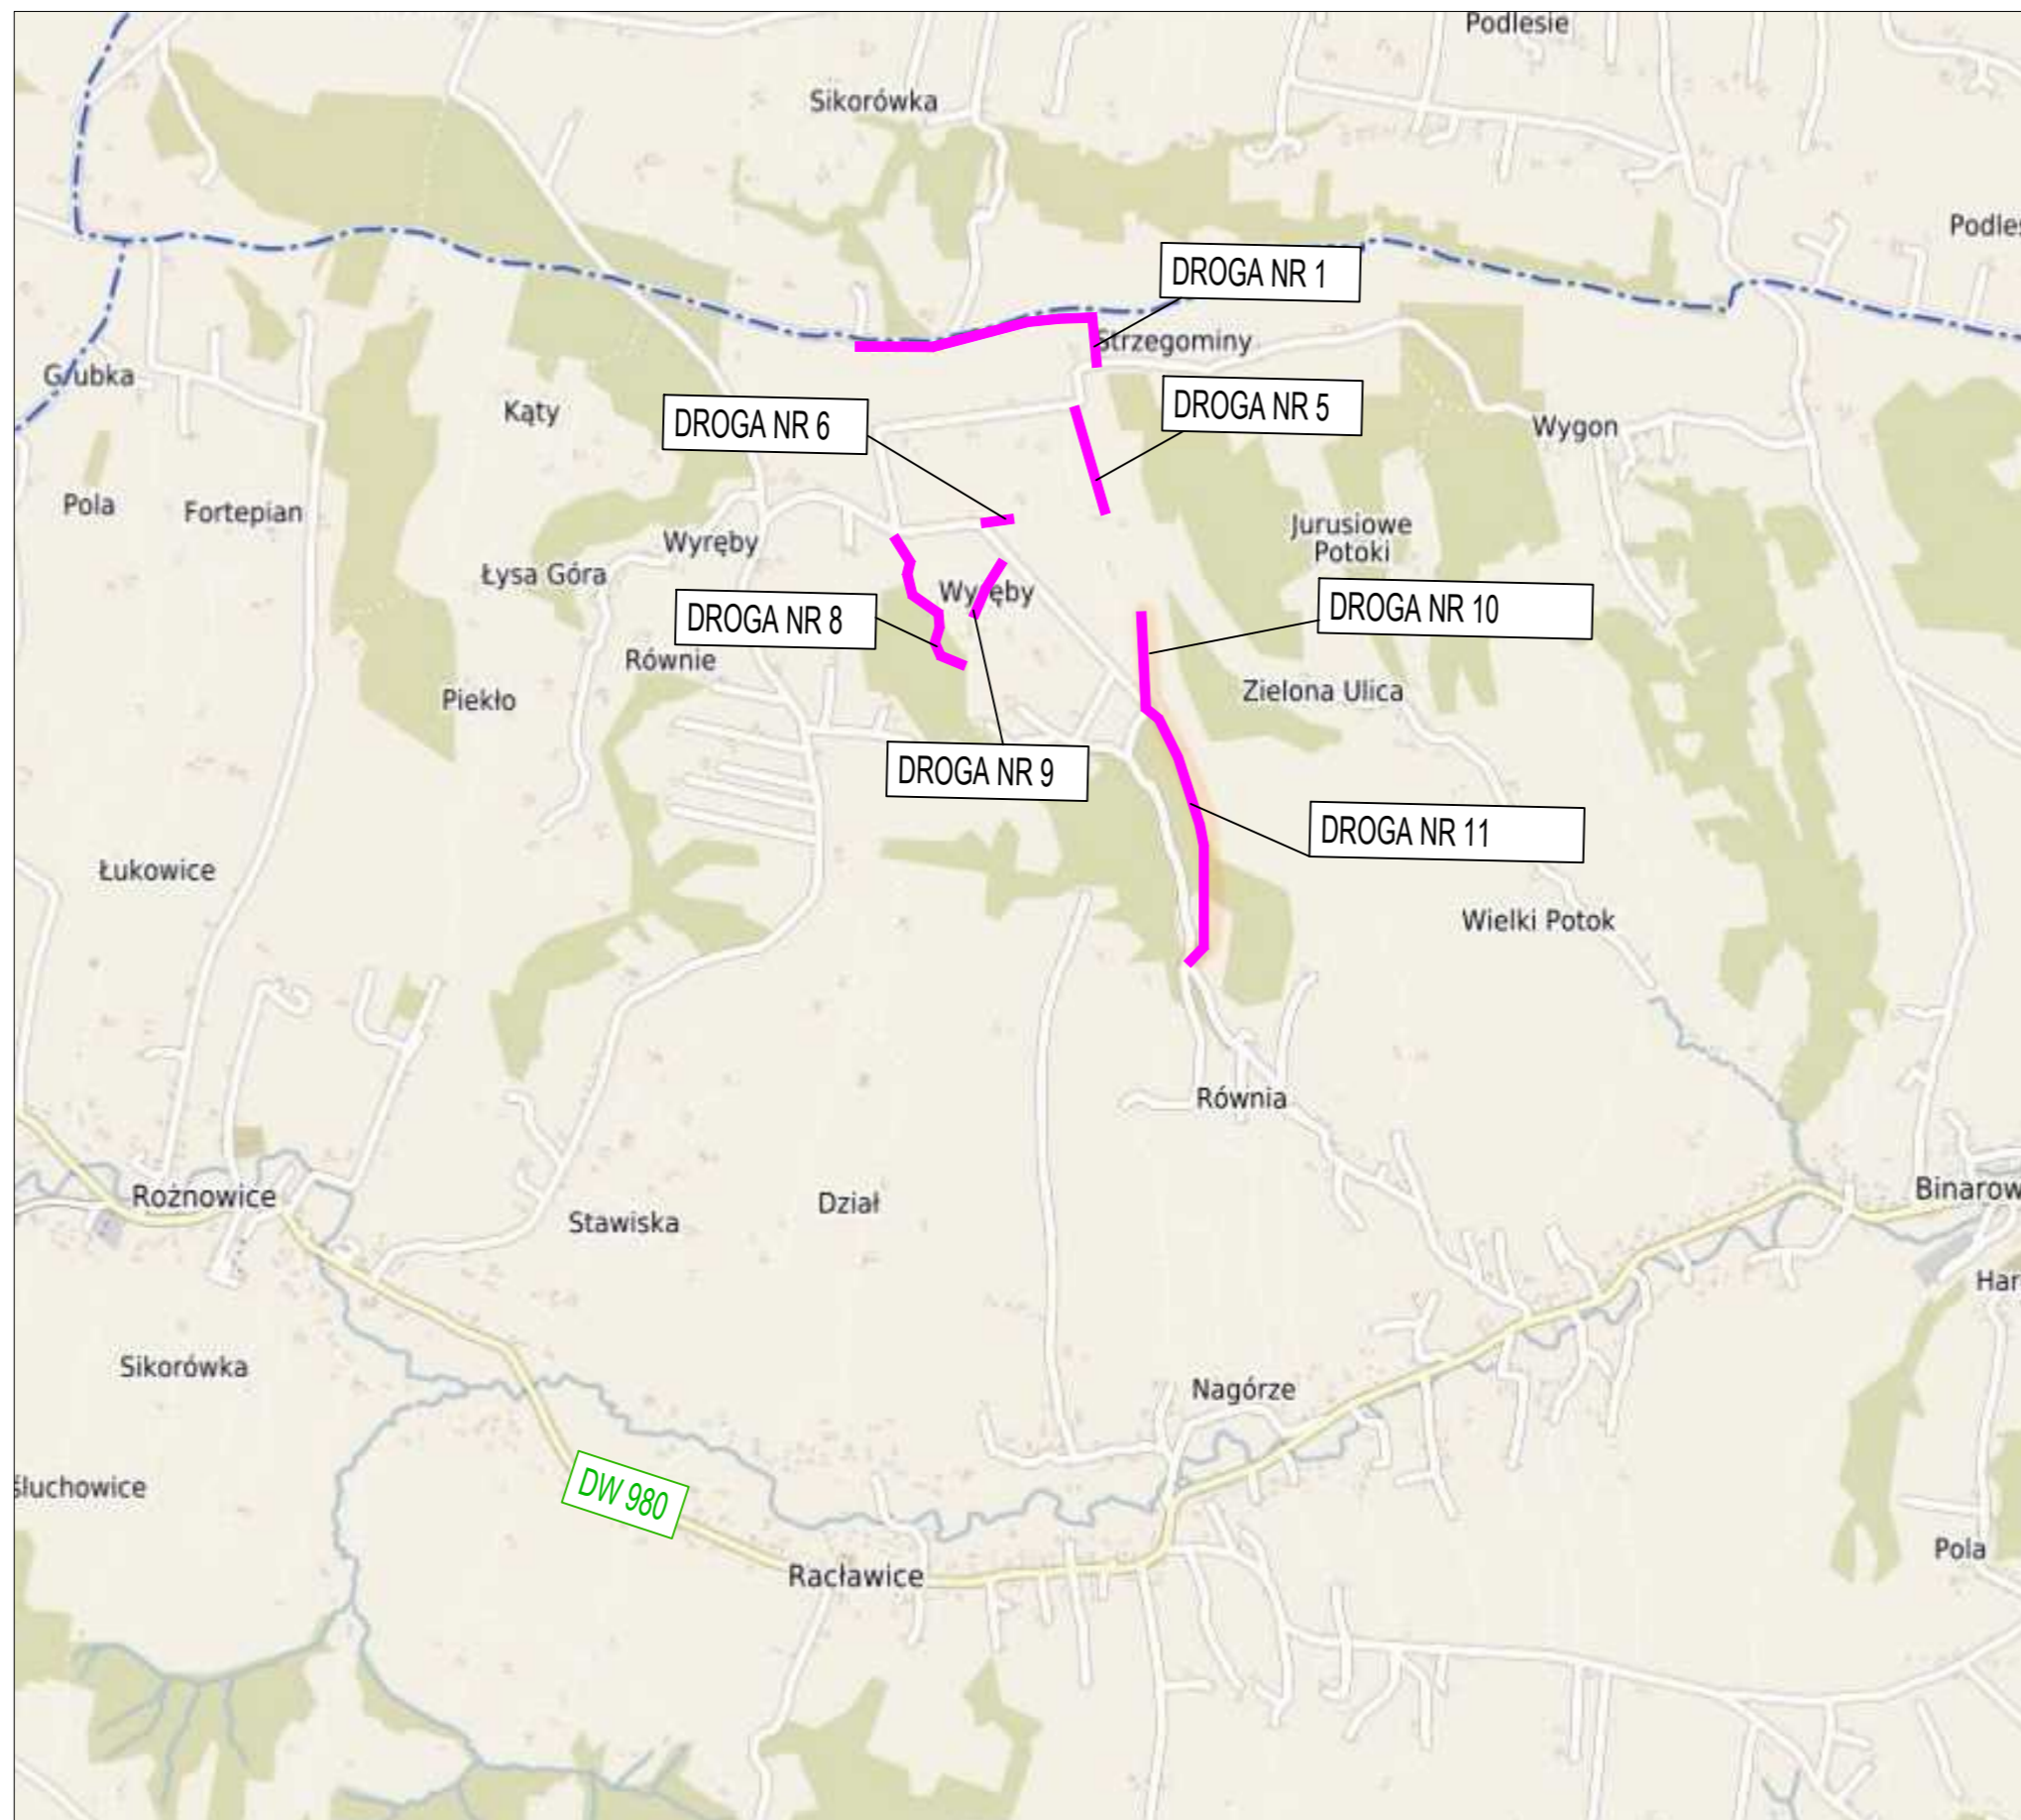 Podlesie
Sikorówka
Podles
DROGA NR 1
Strzegominy
Głubka
Kąty
DROGA NR 6
DROGA NR 5
Wygon
Pola
Fortepian
Jurusiowe
Potoki
Wyręby
Łysa Góra
Wyręby
DROGA NR 8
DROGA NR 10
Równie
Piekło
Zielona Ulica
DROGA NR 9
DROGA NR 11
Łukowice
Wielki Potok
Równia
Rożnowice
Stawiska
Dział
Binarow
Har
Sikorówka
Nagórze
śluchowice
DW 980
Racławice
Pola